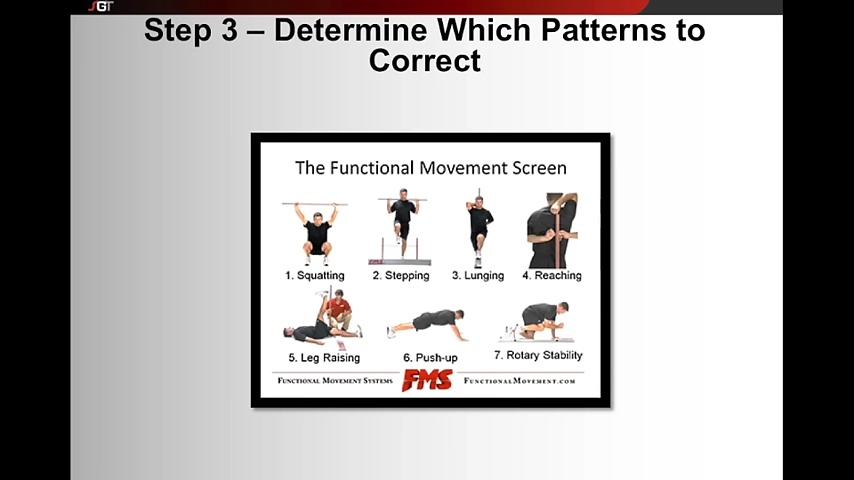 SGT
Step 3 – Determine Which Patterns to
Correct
The Functional Movement Screen
1. Squatting
2. Stepping
3. Lunging
4. Reaching
5. Leg Raising
6. Push-up
7. Rotary Stability
FUNCTIONAL MOVEMENT SYSTEMS
FMS
FUNCTIONALMOVEMENT.COM